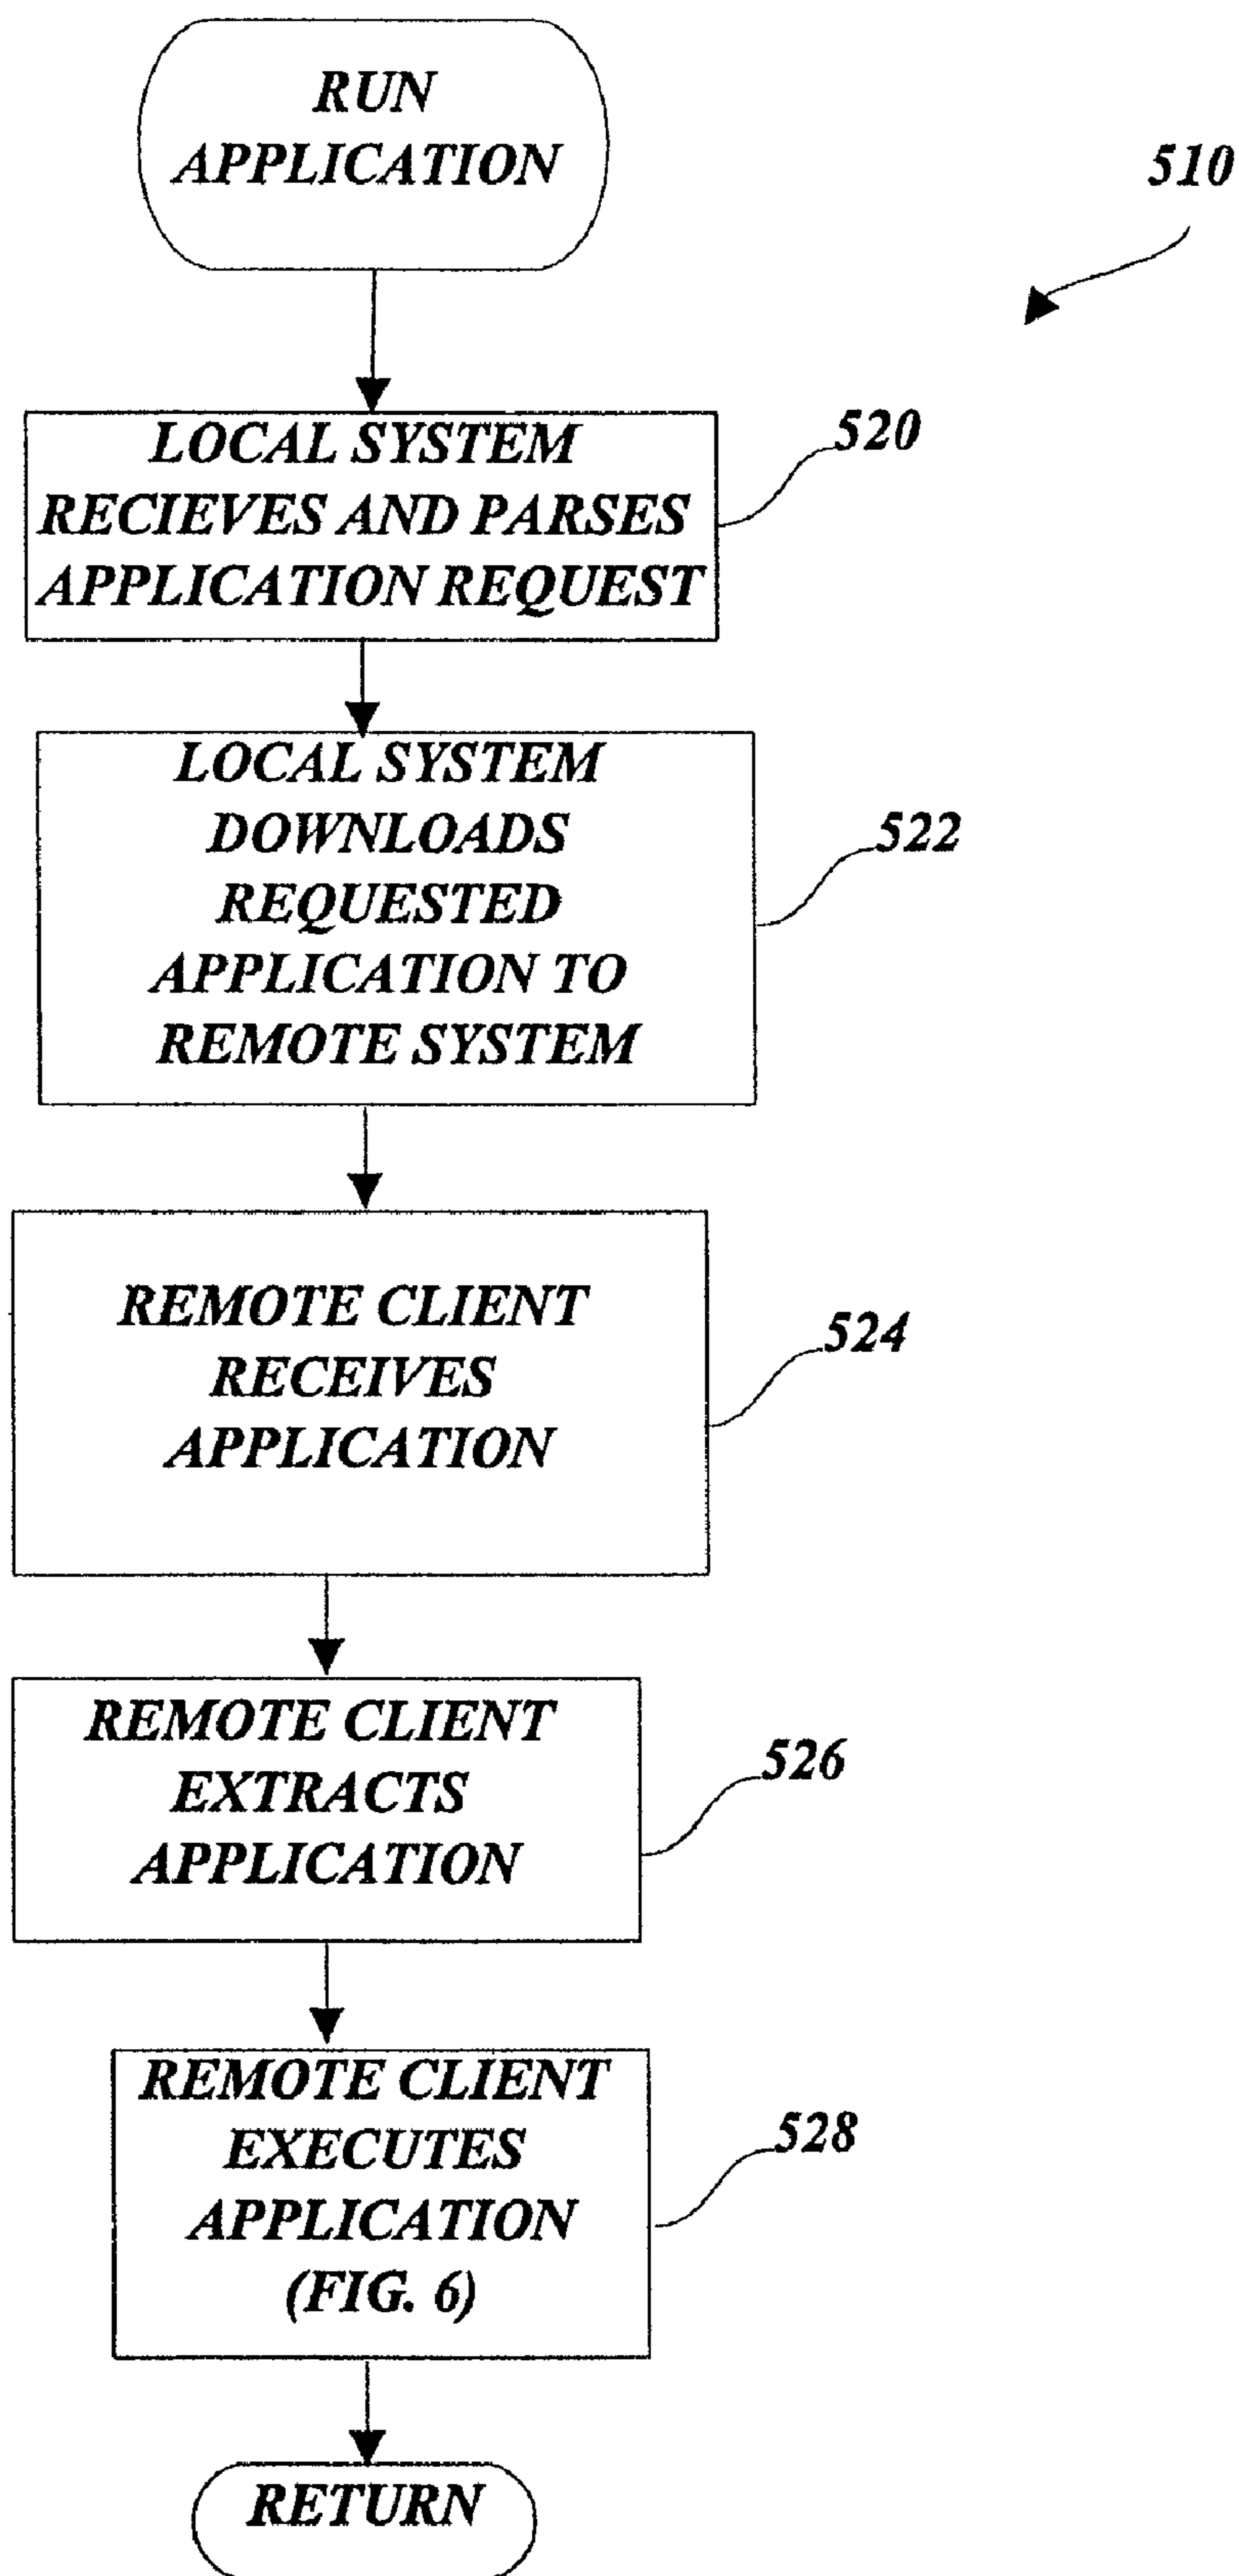 RUN
APPLICATION
510
LOCAL SYSTEM
RECIEVES AND PARSES
APPLICATION REQUEST
520
LOCAL SYSTEM
DOWNLOADS
REQUESTED
APPLICATION TO
REMOTE SYSTEM
522
REMOTE CLIENT
RECEIVES
APPLICATION
524
REMOTE CLIENT
EXTRACTS
APPLICATION
526
REMOTE CLIENT
EXECUTES
APPLICATION
(FIG. 6)
528
RETURN